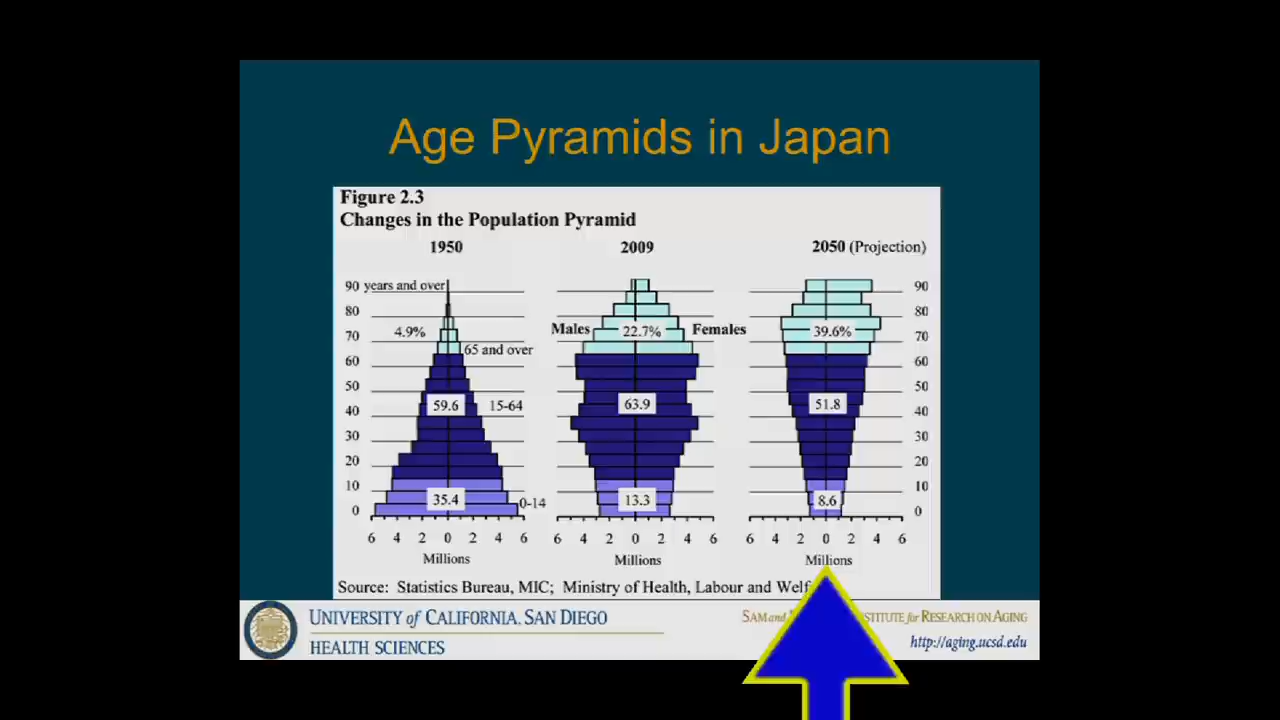 Age Pyramids in Japan
Figure 2.3
Changes in the Population Pyramid
1950 2009 2050 (Projection)
90 years and over 90
80 80
4.9% Males 22.7% Females 39.6%
70 65 and over 70
60 60
50 50
59.6 15-64 63.9 51.8
40 40
30 30
20 20
10 10
35.4 0-14 13.3 8.6
0 0
6 4 2 0 2 4 6 6 4 2 0 2 4 6 6 4 2 0 2 4 6
Millions Millions Millions
Source: Statistics Bureau, MIC; Ministry of Health, Labour and
UNIVERSITY of CALIFORNIA, SAN DIEGO
HEALTH SCIENCES
SAM and for RESEARCH ON AGING
http://aging.ucsd.edu